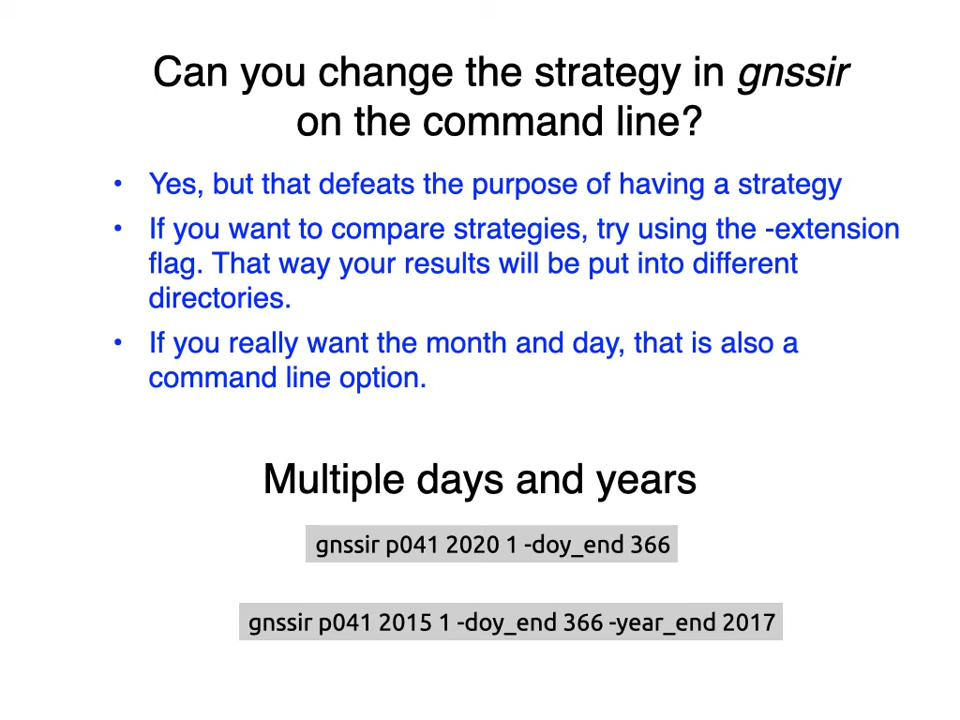 Can you change the strategy in gnssir
on the command line?
• Yes, but that defeats the purpose of having a strategy
• If you want to compare strategies, try using the -extension
flag. That way your results will be put into different
directories.
• If you really want the month and day, that is also a
command line option.
Multiple days and years
gnssir p041 2020 1 -doy_end 366
gnssir p041 2015 1 -doy_end 366 -year_end 2017